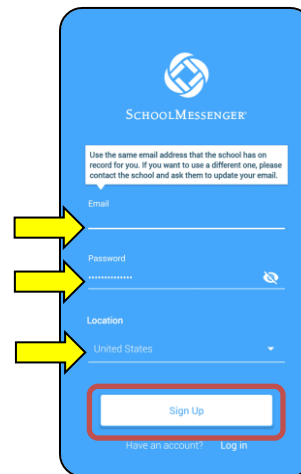 SCHOOLMESSENGER®
Use the same email address that the school has on
record for you. If you want to use a different one, please
contact the school and ask them to update your email.
Email
Password
Location
United States
Sign Up
Have an account? Log in